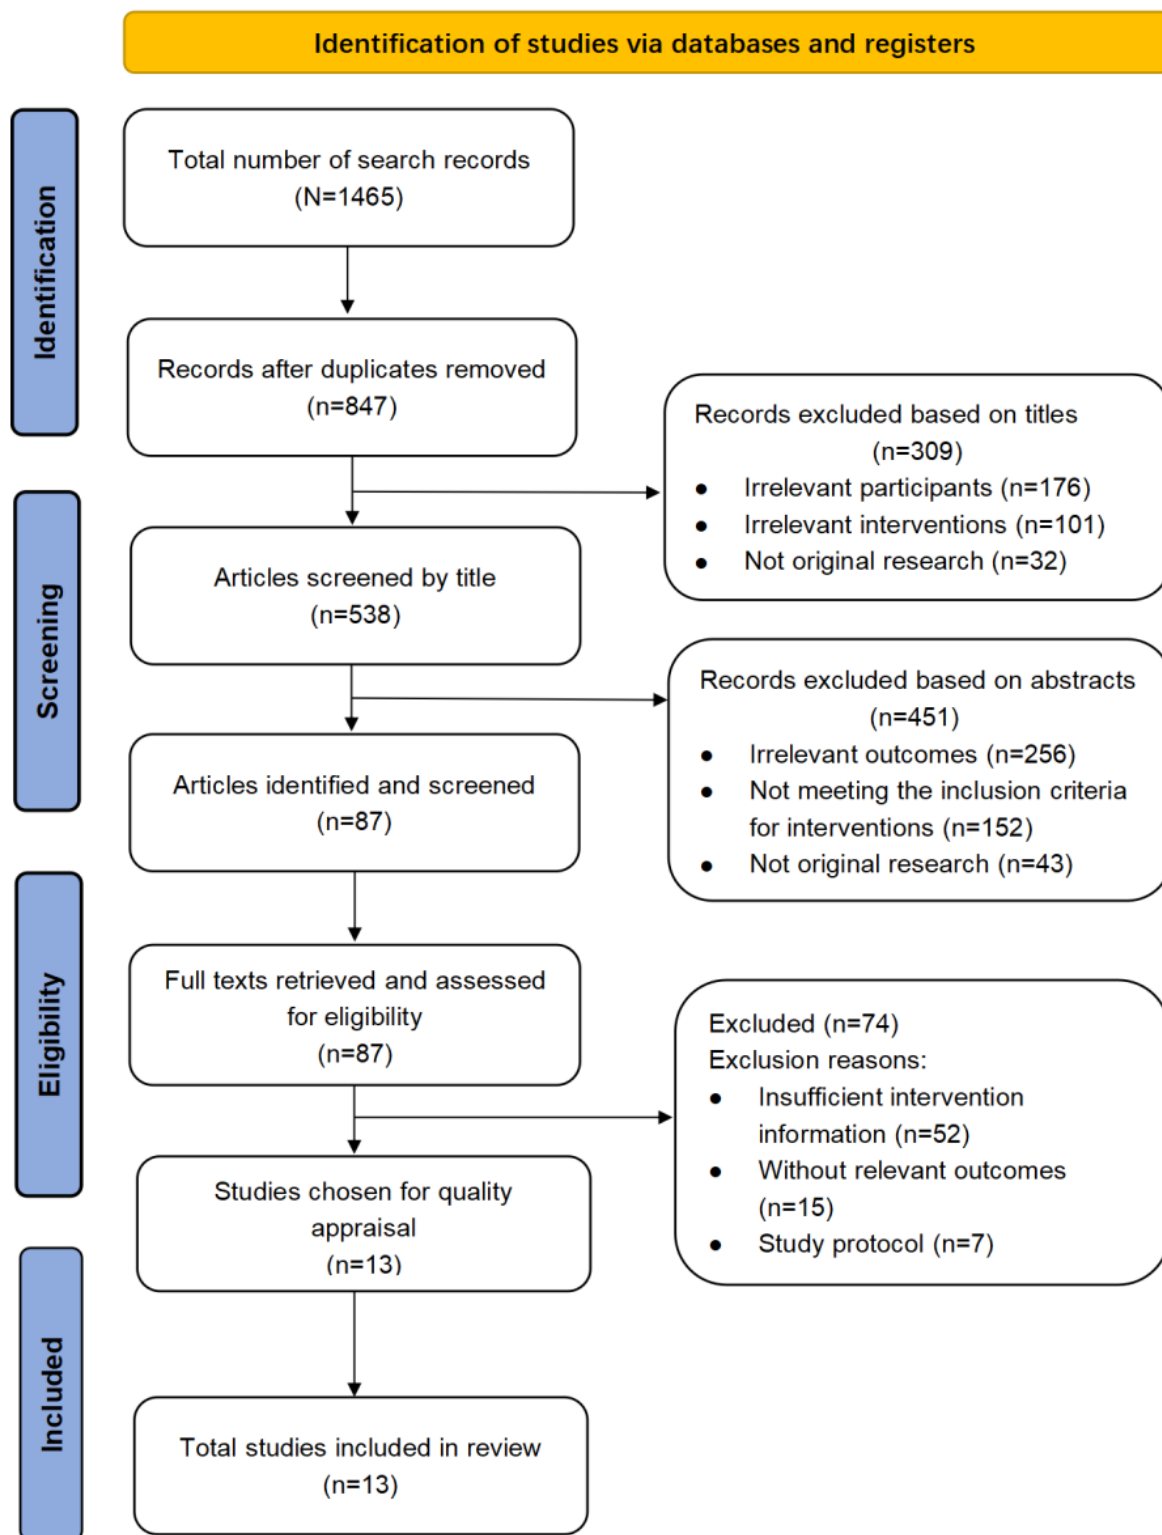 Identification of studies via databases and registers
Identification
Total number of search records
(N=1465)
Records after duplicates removed
(n=847)
Records excluded based on titles
(n=309)
● Irrelevant participants (n=176)
● Irrelevant interventions (n=101)
● Not original research (n=32)
Screening
Articles screened by title
(n=538)
Records excluded based on abstracts
(n=451)
● Irrelevant outcomes (n=256)
● Not meeting the inclusion criteria
for interventions (n=152)
● Not original research (n=43)
Articles identified and screened
(n=87)
Eligibility
Full texts retrieved and assessed
for eligibility
(n=87)
Excluded (n=74)
Exclusion reasons:
● Insufficient intervention
information (n=52)
● Without relevant outcomes
(n=15)
● Study protocol (n=7)
Studies chosen for quality
appraisal
(n=13)
Included
Total studies included in review
(n=13)